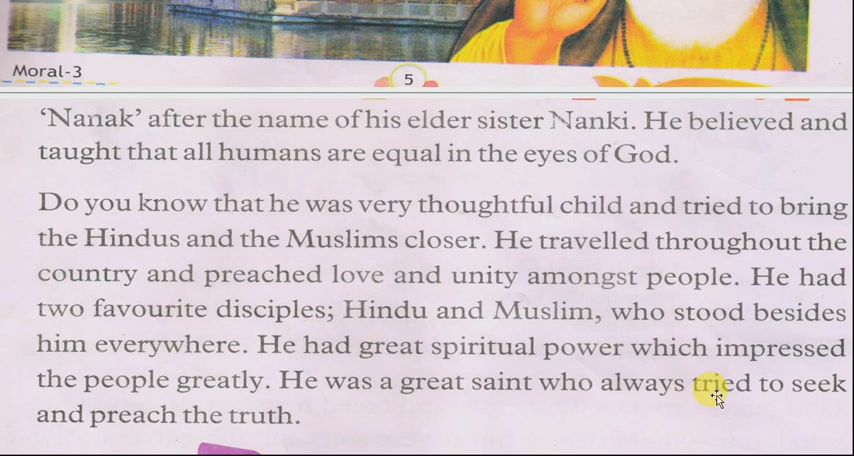 Moral-3
5
‘Nanak’ after the name of his elder sister Nanki. He believed and
taught that all humans are equal in the eyes of God.
Do you know that he was very thoughtful child and tried to bring
the Hindus and the Muslims closer. He travelled throughout the
country and preached love and unity amongst people. He had
two favourite disciples; Hindu and Muslim, who stood besides
him everywhere. He had great spiritual power which impressed
the people greatly. He was a great saint who always tried to seek
and preach the truth.